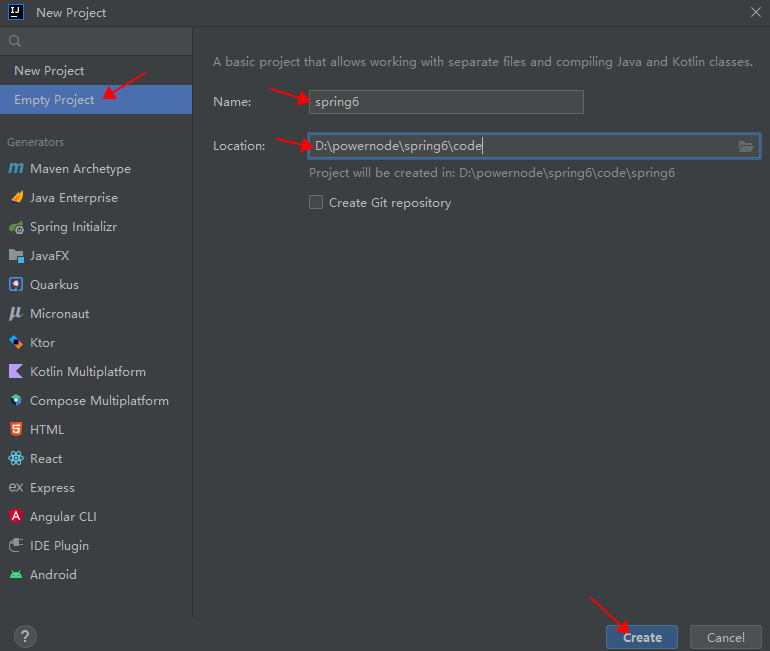 New Project
New Project
Empty Project
Generators
Maven Archetype
Java Enterprise
Spring Initializr
JavaFX
Quarkus
Micronaut
Ktor
Kotlin Multiplatform
Compose Multiplatform
HTML
React
Express
Angular CLI
IDE Plugin
Android
A basic project that allows working with separate files and compiling Java and Kotlin classes.
Name: spring6
Location: D:\powernode\spring6\code
Project will be created in: D:\powernode\spring6\code\spring6
Create Git repository
? Create Cancel